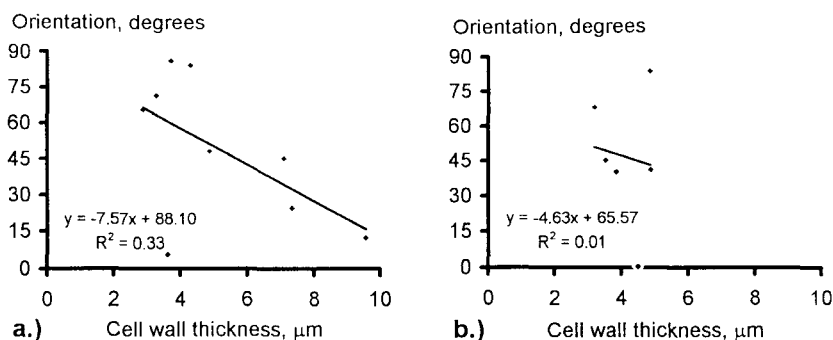 Orientation, degrees
90
75
60
45
30
15
0
y = -7.57x + 88.10
R² = 0.33
0 2 4 6 8 10
a.) Cell wall thickness, μm
Orientation, degrees
90
75
60
45
30
15
0
y = -4.63x + 65.57
R² = 0.01
0 2 4 6 8 10
b.) Cell wall thickness, μm